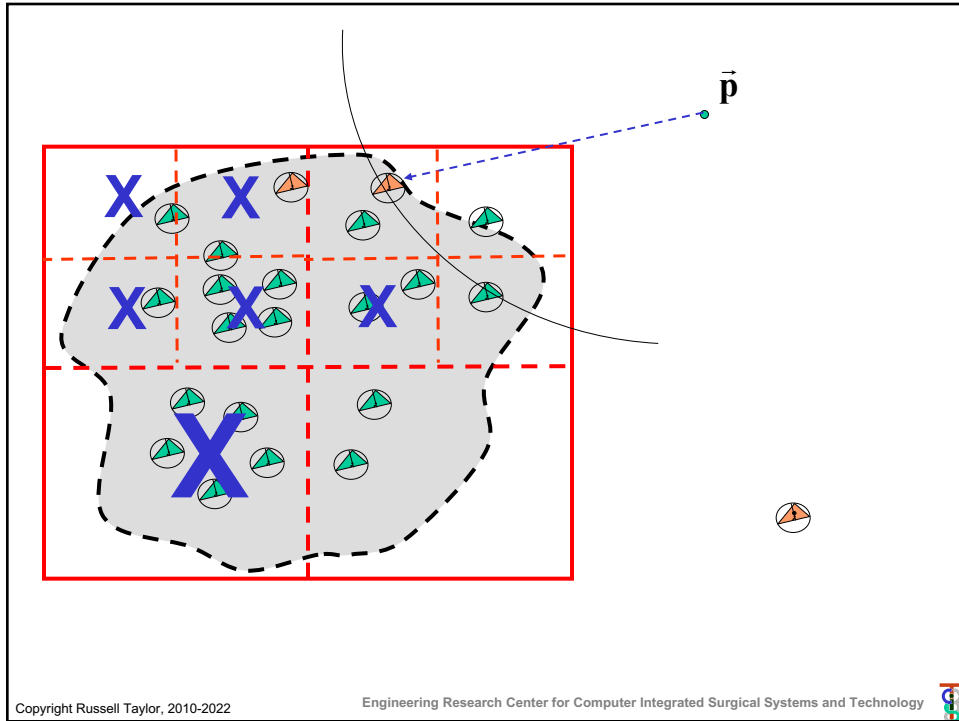 p
X X
X X X
X
Copyright Russell Taylor, 2010-2022
Engineering Research Center for Computer Integrated Surgical Systems and Technology